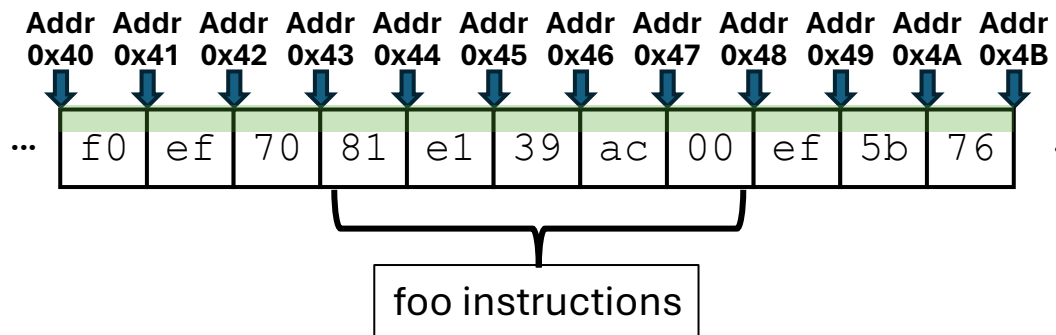 Addr Addr Addr Addr Addr Addr Addr Addr Addr Addr Addr Addr
0x40 0x41 0x42 0x43 0x44 0x45 0x46 0x47 0x48 0x49 0x4A 0x4B
... f0 ef 70 81 e1 39 ac 00 ef 5b 76
foo instructions